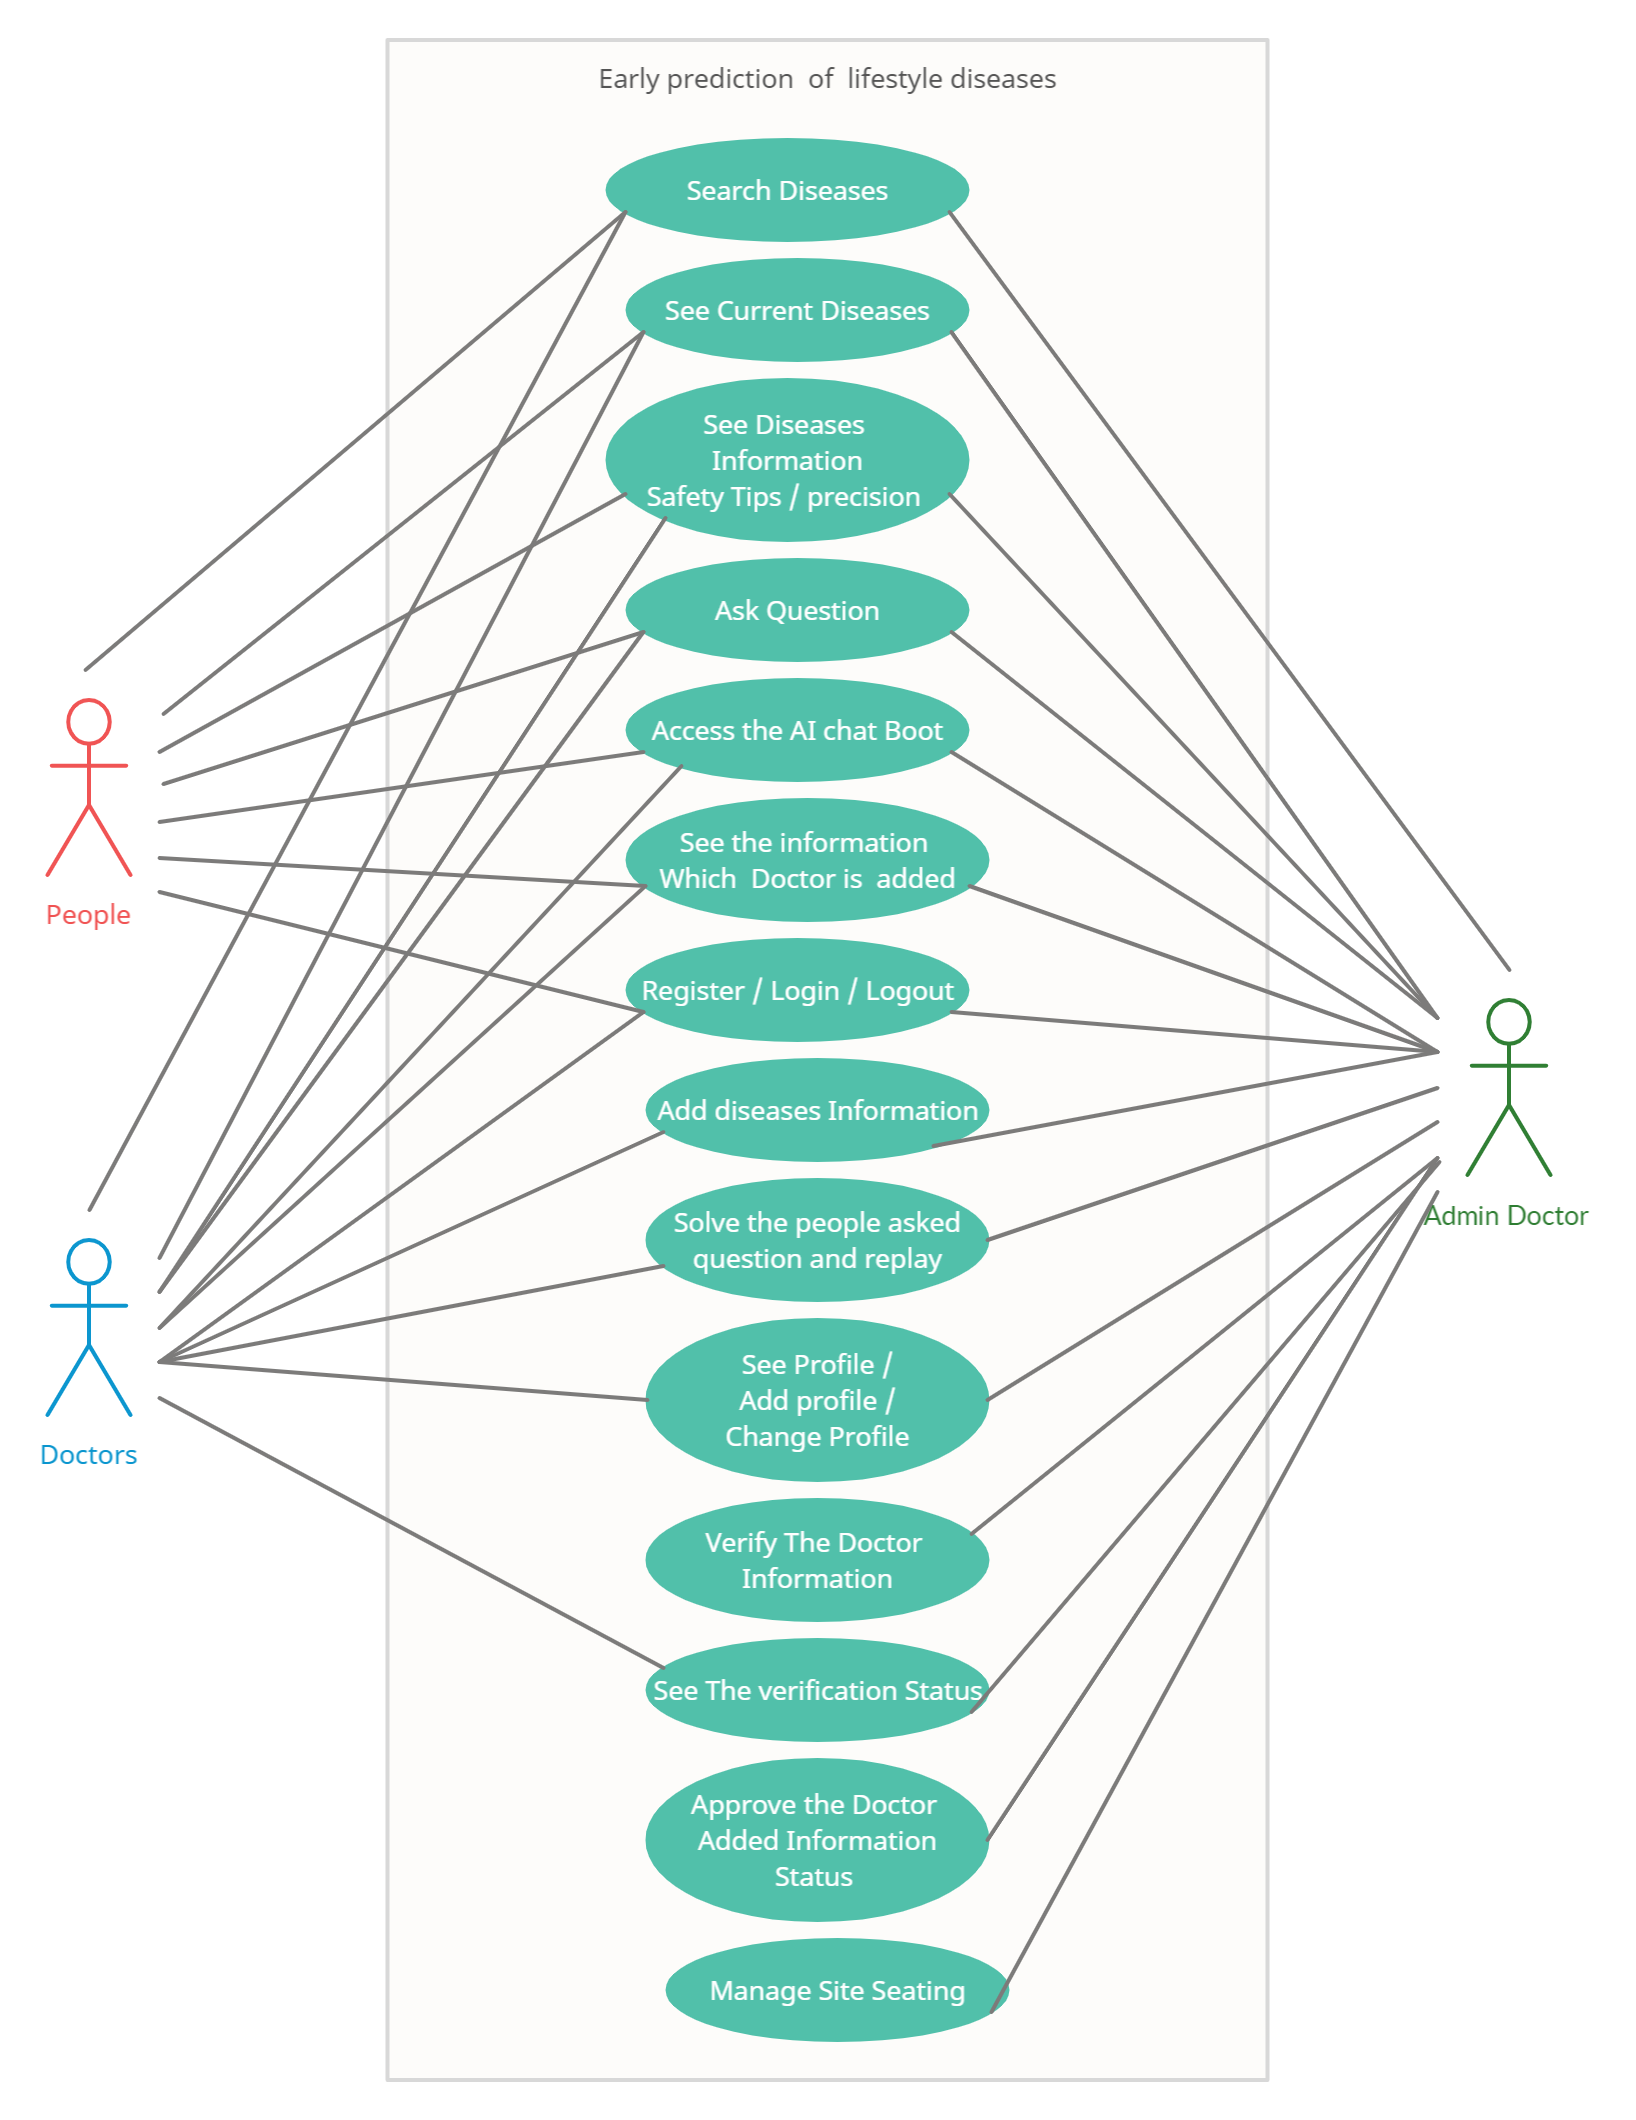 Early prediction  of  lifestyle diseases
Search Diseases
See Current Diseases
See Diseases
Information
Safety Tips / precision
Ask Question
Access the AI chat Boot
See the information
Which  Doctor is  added
People
Register / Login / Logout
Add diseases Information
Solve the people asked
question and replay
Admin Doctor
See Profile /
Add profile /
Change Profile
Doctors
Verify The Doctor
Information
See The verification Status
Approve the Doctor
Added Information
Status
Manage Site Seating